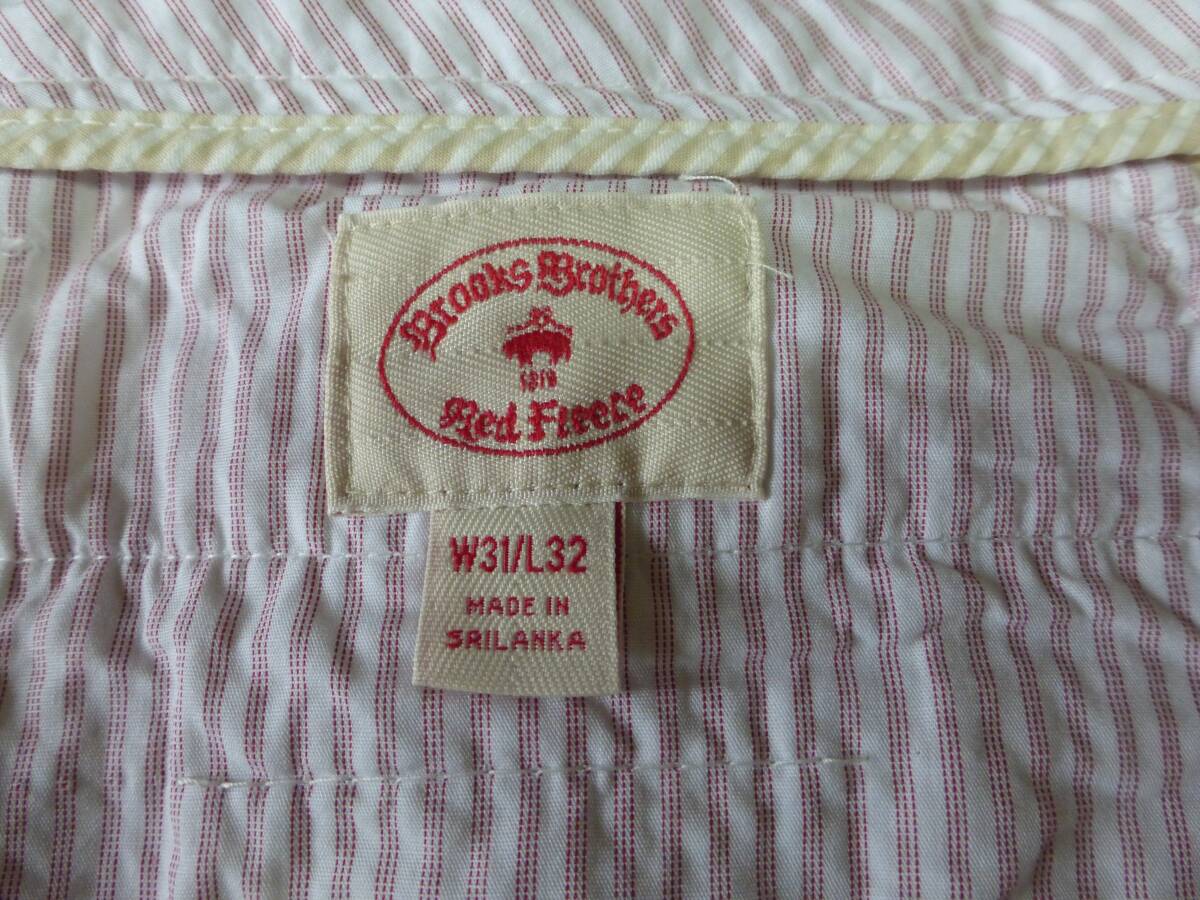 Brooks Brothers
1818
Red Fleece
W31/L32
MADE IN
SRILANKA